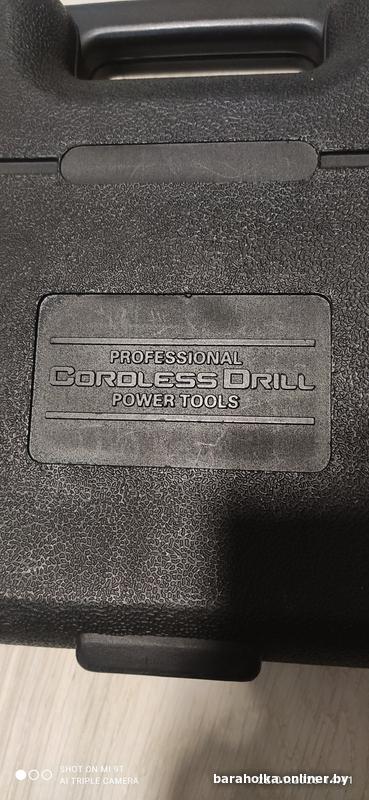 PROFESSIONAL
CORDLESS DRILL
POWER TOOLS
SHOT ON MI 9T
AI TRIPLE CAMERA
baraholka.onliner.by